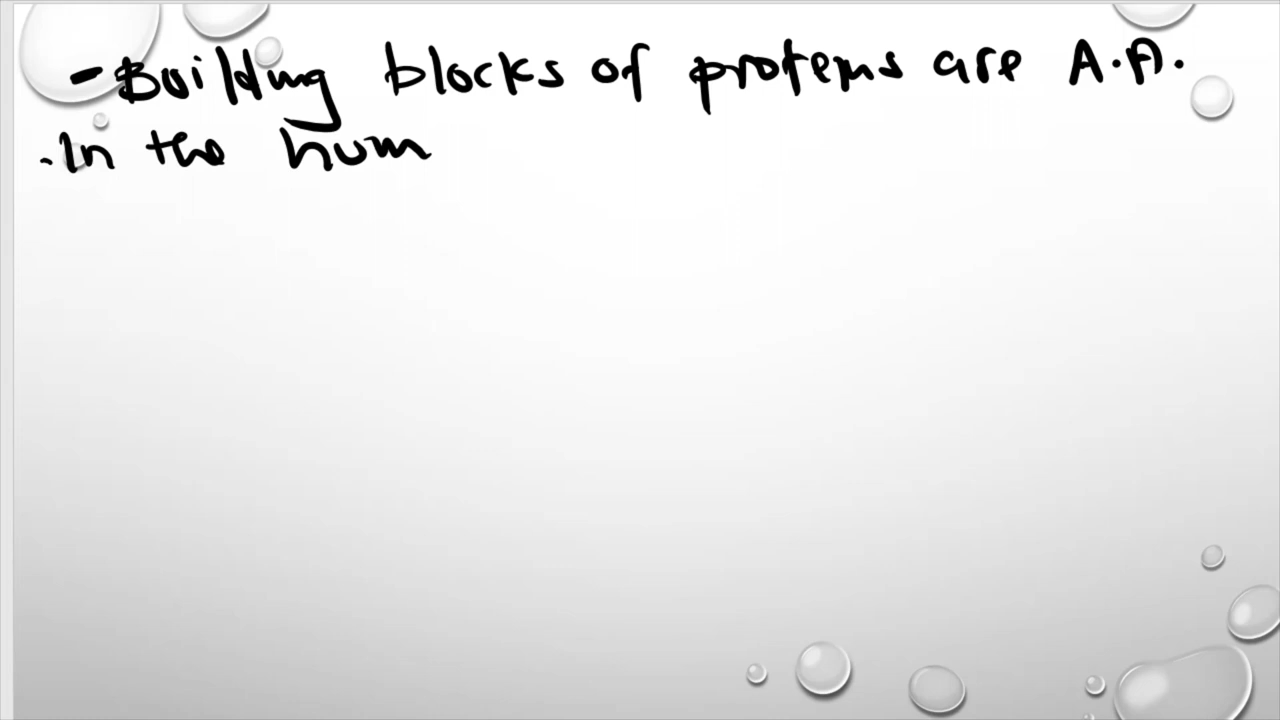 - Building blocks of proteins are A.A.
. In the hum